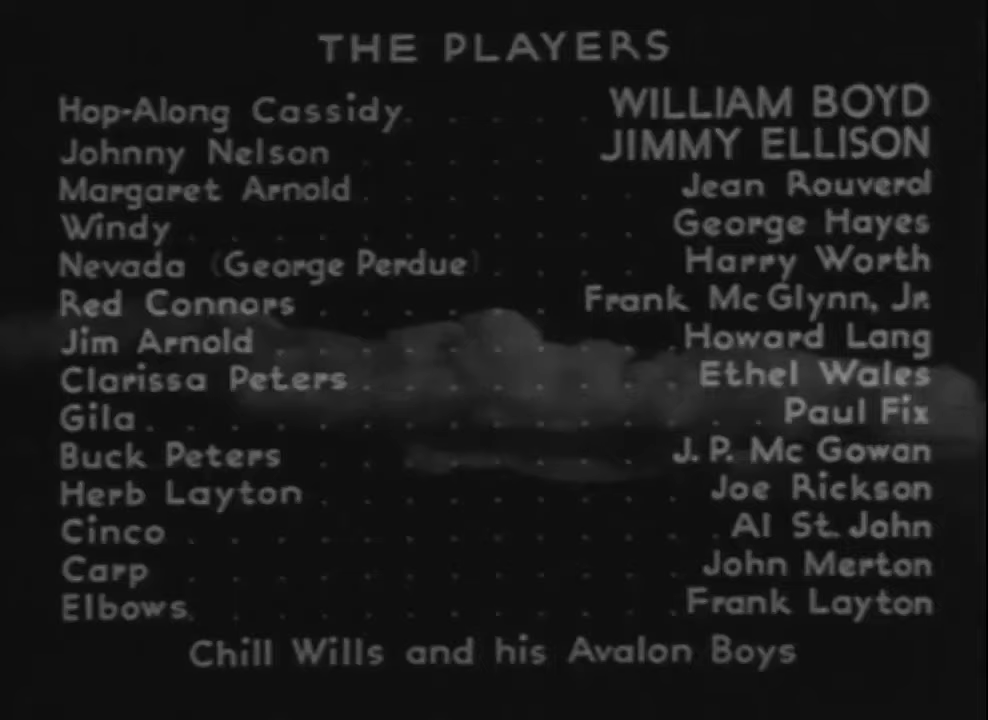 THE PLAYERS
Hop-Along Cassidy. . . . . WILLIAM BOYD
Johnny Nelson . . . . . JIMMY ELLISON
Margaret Arnold . . . . . . . Jean Rouverol
Windy . . . . . . . . . . . George Hayes
Nevada (George Perdue) . . . . Harry Worth
Red Connors . . . . . . Frank McGlynn, Jr.
Jim Arnold . . . . . . . . . . Howard Lang
Clarissa Peters . . . . . . . . Ethel Wales
Gila . . . . . . . . . . . . . . . Paul Fix
Buck Peters . . . . . . . . J. P. Mc Gowan
Herb Layton . . . . . . . . . Joe Rickson
Cinco . . . . . . . . . . . . . Al St. John
Carp . . . . . . . . . . . . John Merton
Elbows. . . . . . . . . . . . Frank Layton
Chill Wills and his Avalon Boys